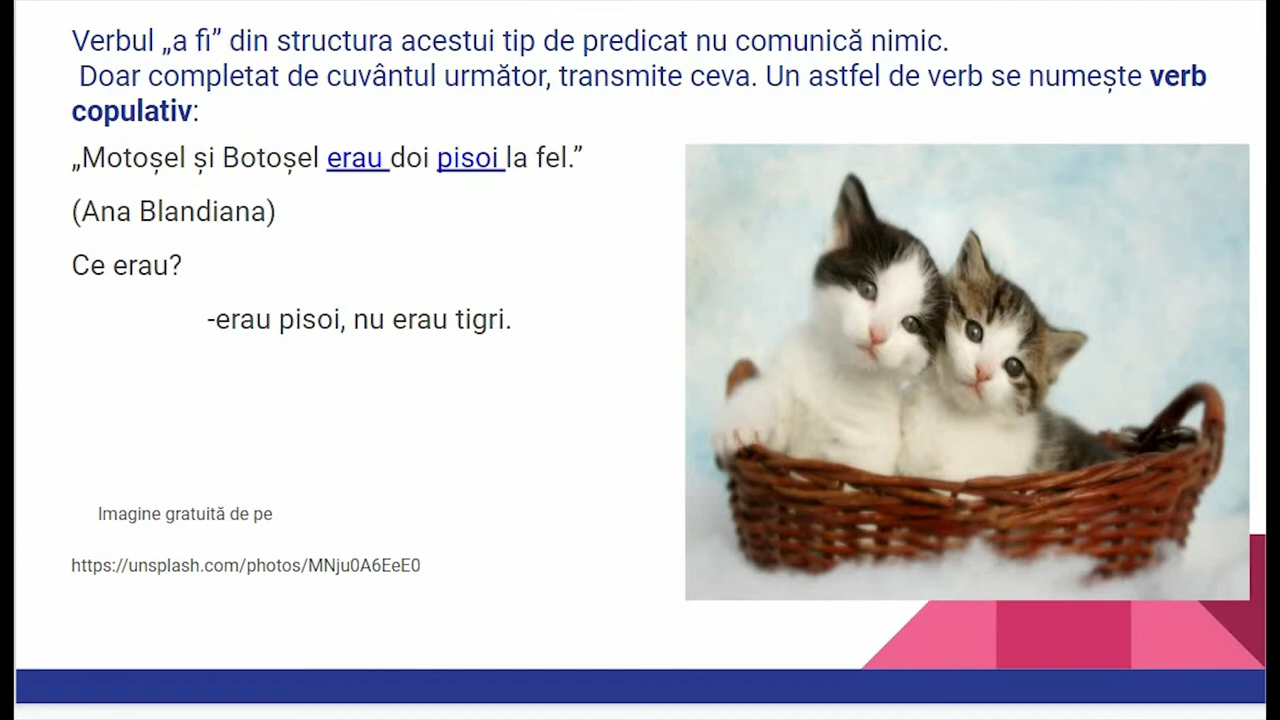 Verbul „a fi” din structura acestui tip de predicat nu comunică nimic.
Doar completat de cuvântul următor, transmite ceva. Un astfel de verb se numește verb
copulativ:
„Motoșel și Botoșel erau doi pisoi la fel.”
(Ana Blandiana)
Ce erau?
-erau pisoi, nu erau tigri.
Imagine gratuită de pe
https://unsplash.com/photos/MNju0A6EeE0